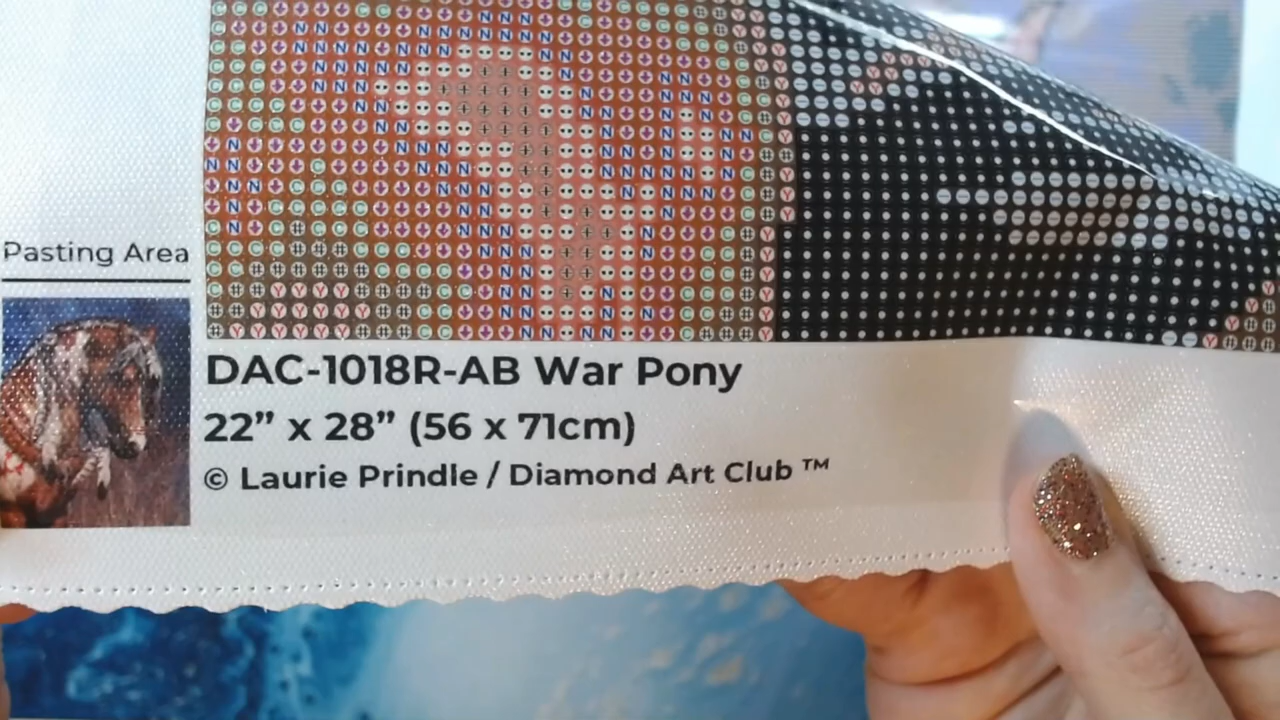 Pasting Area
DAC-1018R-AB War Pony
22” x 28” (56 x 71cm)
© Laurie Prindle / Diamond Art Club ™